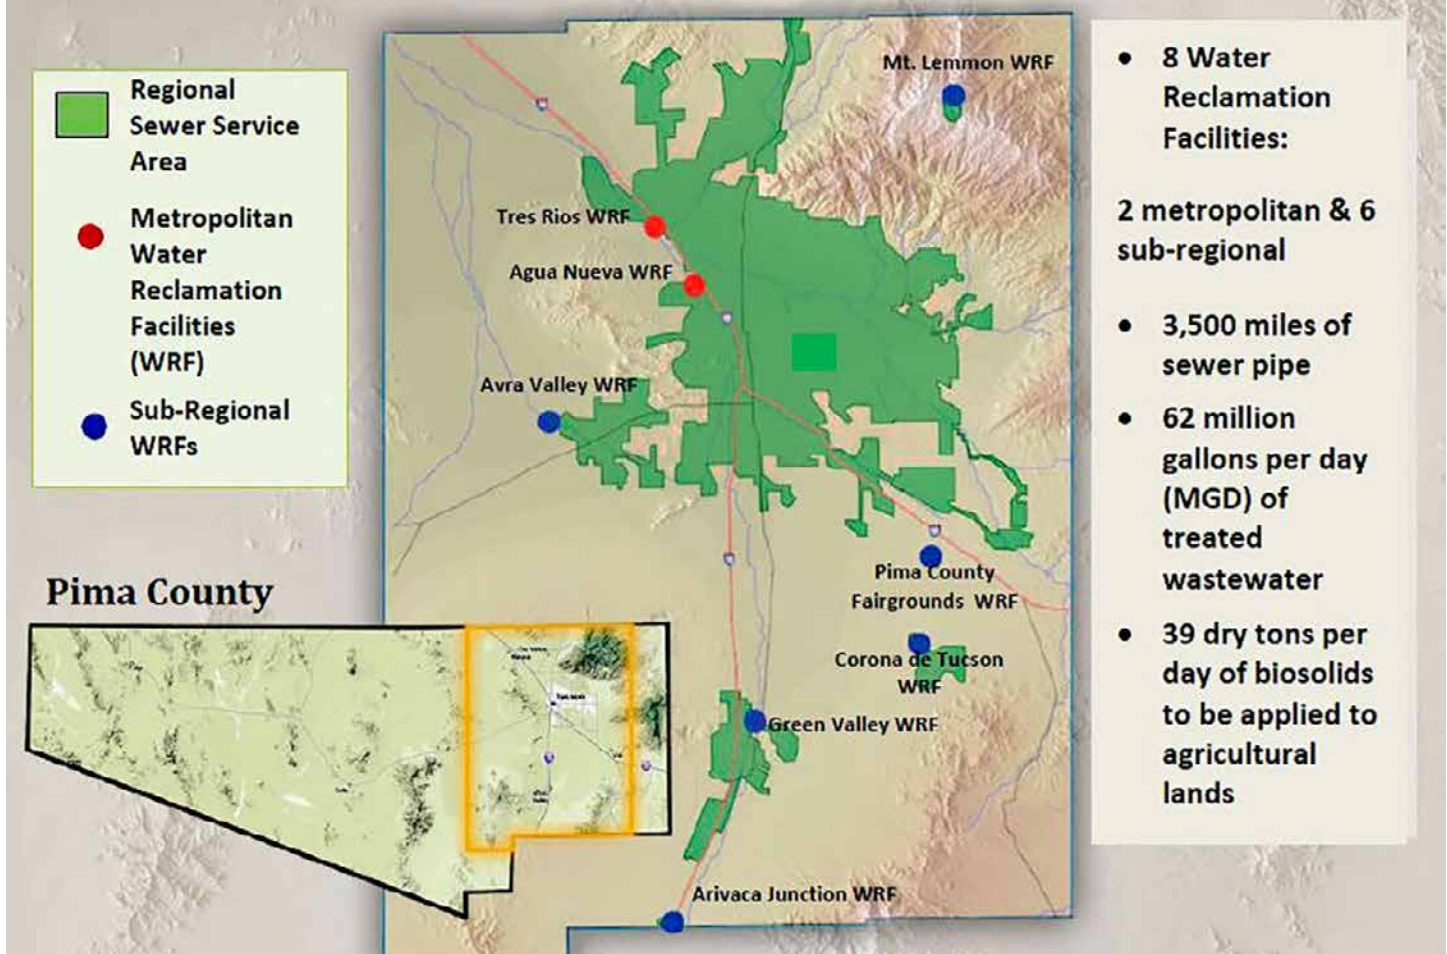 Regional
Sewer Service
Area
Metropolitan
Water
Reclamation
Facilities
(WRF)
Sub-Regional
WRFs
Pima County
Mt. Lemmon WRF
Tres Rios WRF
Agua Nueva WRF
Avra Valley WRF
Pima County
Fairgrounds WRF
Corona de Tucson
WRF
Green Valley WRF
Arivaca Junction WRF
• 8 Water
Reclamation
Facilities:
2 metropolitan & 6
sub-regional
• 3,500 miles of
sewer pipe
• 62 million
gallons per day
(MGD) of
treated
wastewater
• 39 dry tons per
day of biosolids
to be applied to
agricultural
lands